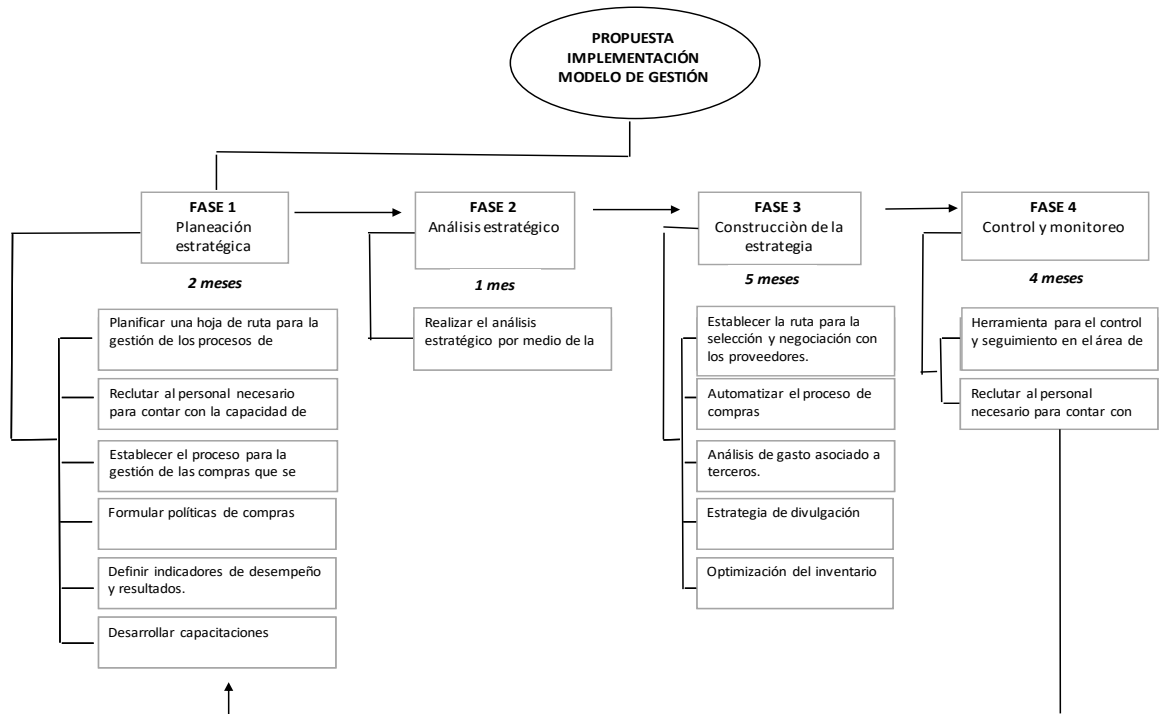 PROPUESTA
IMPLEMENTACIÓN
MODELO DE GESTIÓN
FASE 1
Planeación
estratégica
2 meses
Planificar una hoja de ruta para la
gestión de los procesos de
Reclutar al personal necesario
para contar con la capacidad de
Establecer el proceso para la
gestión de las compras que se
Formular políticas de compras
Definir indicadores de desempeño
y resultados.
Desarrollar capacitaciones
FASE 2
Análisis estratégico
1 mes
Realizar el análisis
estratégico por medio de la
FASE 3
Construcciòn de la
estrategia
5 meses
Establecer la ruta para la
selección y negociación con
los proveedores.
Automatizar el proceso de
compras
Análisis de gasto asociado a
terceros.
Estrategia de divulgación
Optimización del inventario
FASE 4
Control y monitoreo
4 meses
Herramienta para el control
y seguimiento en el área de
Reclutar al personal
necesario para contar con